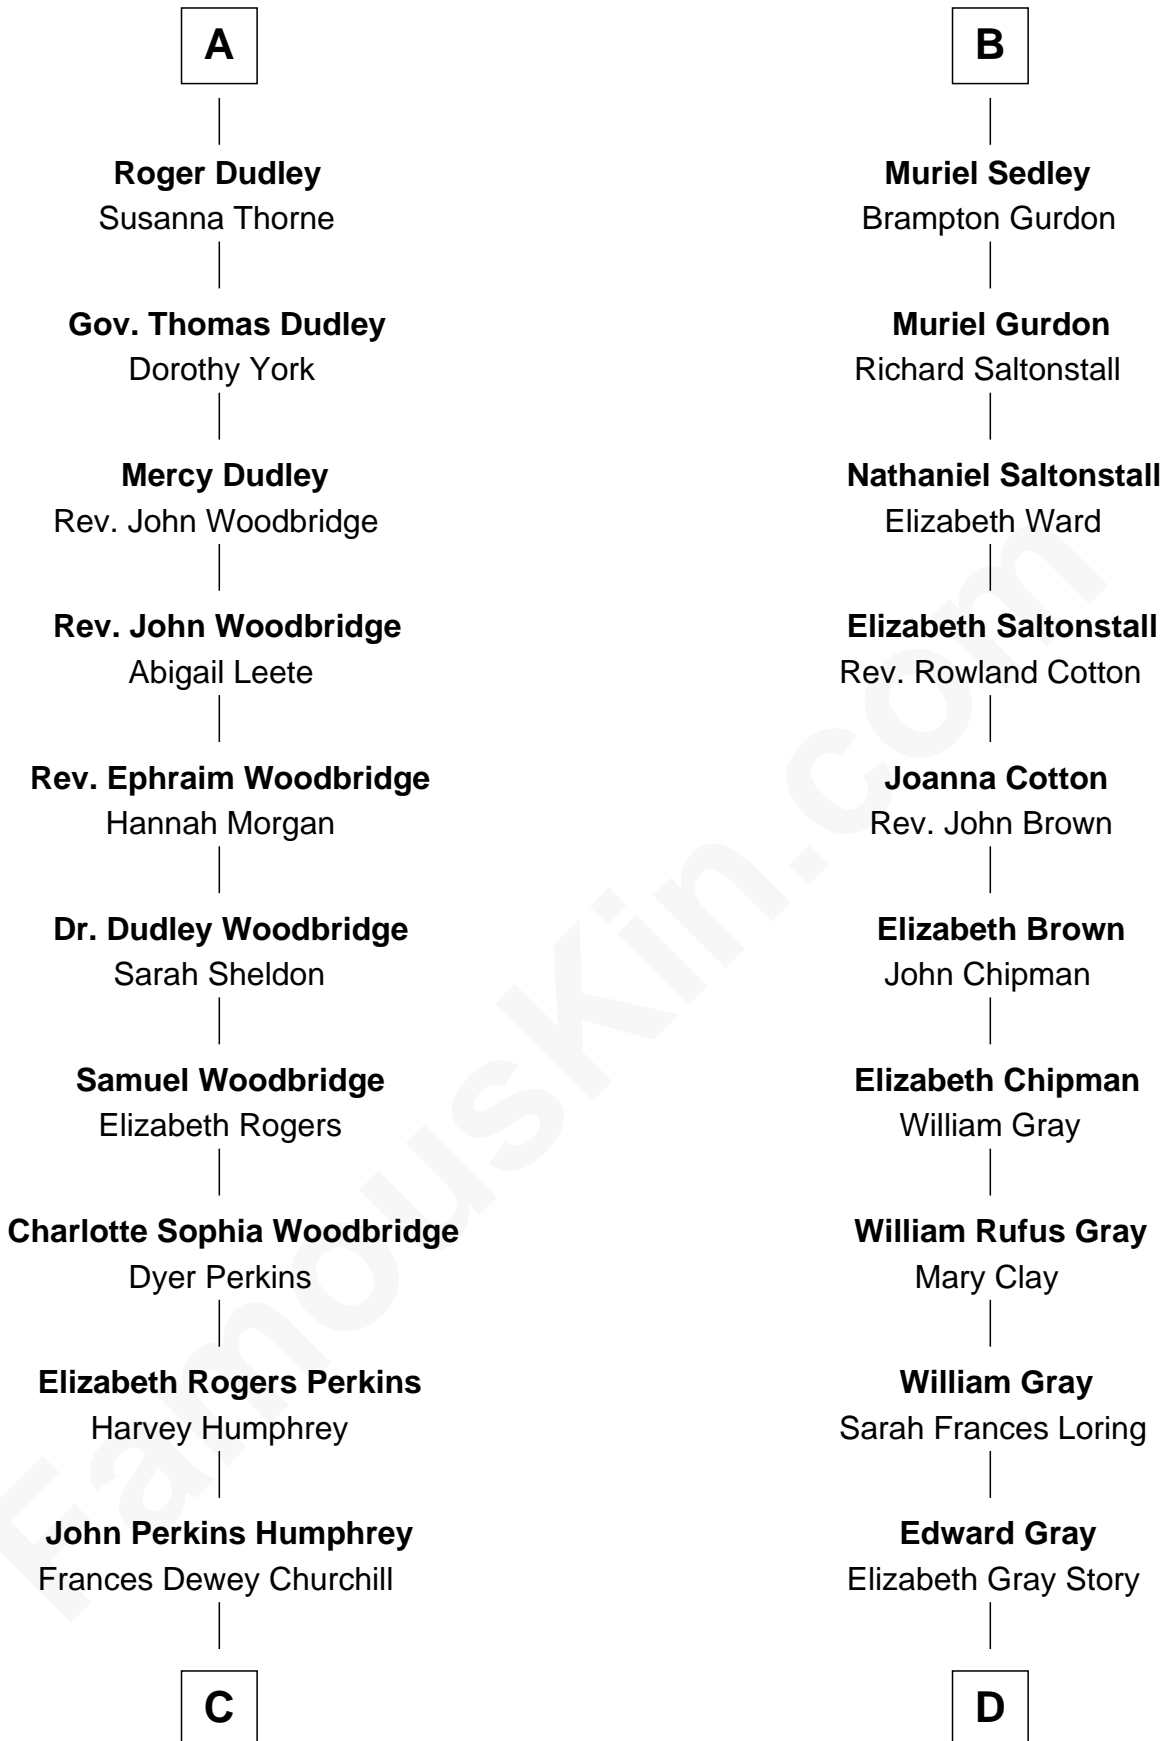 A
Roger Dudley
Susanna Thorne
Gov. Thomas Dudley
Dorothy York
Mercy Dudley
Rev. John Woodbridge
Rev. John Woodbridge
Abigail Leete
Rev. Ephraim Woodbridge
Hannah Morgan
Dr. Dudley Woodbridge
Sarah Sheldon
Samuel Woodbridge
Elizabeth Rogers
Charlotte Sophia Woodbridge
Dyer Perkins
Elizabeth Rogers Perkins
Harvey Humphrey
John Perkins Humphrey
Frances Dewey Churchill
C
B
Muriel Sedley
Brampton Gurdon
Muriel Gurdon
Richard Saltonstall
Nathaniel Saltonstall
Elizabeth Ward
Elizabeth Saltonstall
Rev. Rowland Cotton
Joanna Cotton
Rev. John Brown
Elizabeth Brown
John Chipman
Elizabeth Chipman
William Gray
William Rufus Gray
Mary Clay
William Gray
Sarah Frances Loring
Edward Gray
Elizabeth Gray Story
D
FamousKin.com